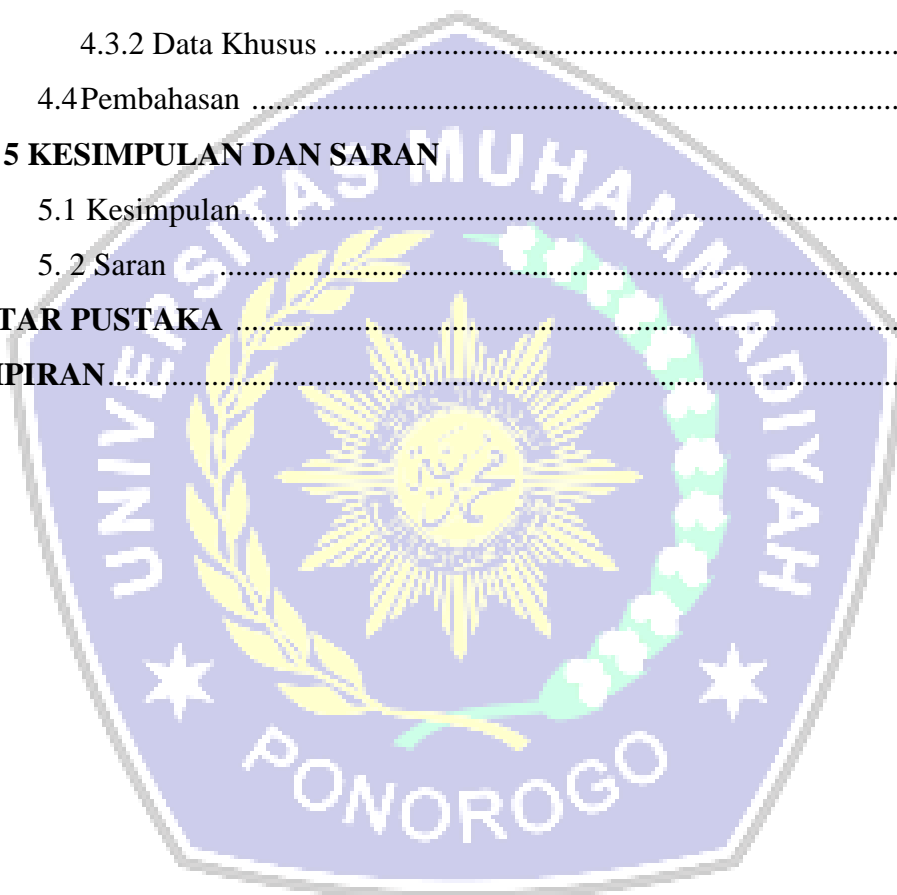 4.3.2 Data Khusus ........................................................................
4.4 Pembahasan ..................................................................................
5 KESIMPULAN DAN SARAN
5.1 Kesimpulan...................................................................................
5. 2 Saran ......................................................................................
TAR PUSTAKA ....................................................................................
PIRAN.....................................................................................................
UNIVERSITAS MUHAMMADIYAH
PONOROGO